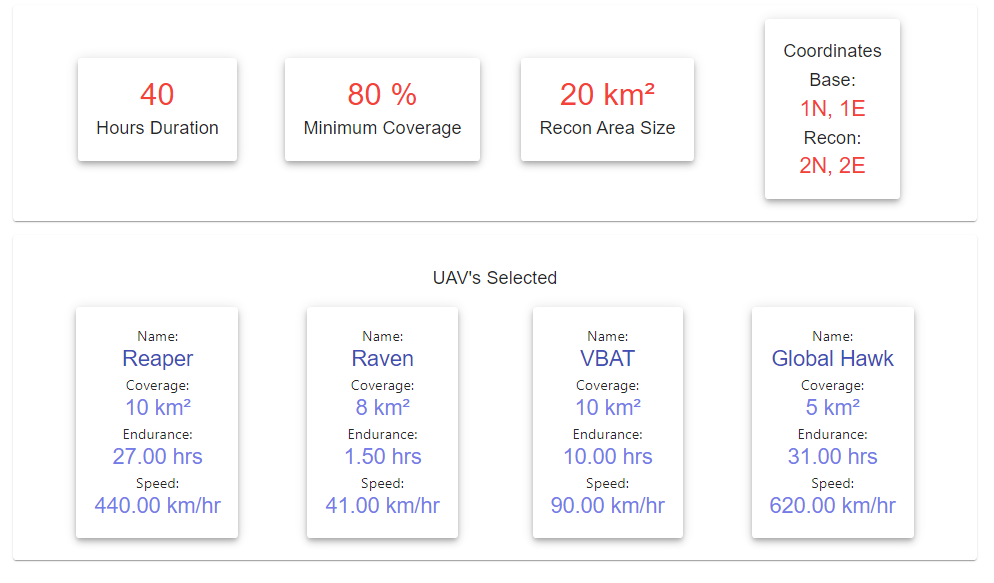 40
Hours Duration
80 %
Minimum Coverage
20 km²
Recon Area Size
Coordinates
Base:
1N, 1E
Recon:
2N, 2E
UAV's Selected
Name:
Reaper
Coverage:
10 km²
Endurance:
27.00 hrs
Speed:
440.00 km/hr
Name:
Raven
Coverage:
8 km²
Endurance:
1.50 hrs
Speed:
41.00 km/hr
Name:
VBAT
Coverage:
10 km²
Endurance:
10.00 hrs
Speed:
90.00 km/hr
Name:
Global Hawk
Coverage:
5 km²
Endurance:
31.00 hrs
Speed:
620.00 km/hr